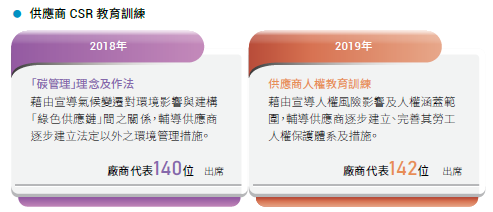 供應商 CSR 教育訓練
2018年
「碳管理」理念及作法
藉由宣導氣候變遷對環境影響與建構
「綠色供應鏈」間之關係，輔導供應商
逐步建立法定以外之環境管理措施。
廠商代表140位 出席
2019年
供應商人權教育訓練
藉由宣導人權風險影響及人權涵蓋範
圍，輔導供應商逐步建立、完善其勞工
人權保護體系及措施。
廠商代表142位 出席